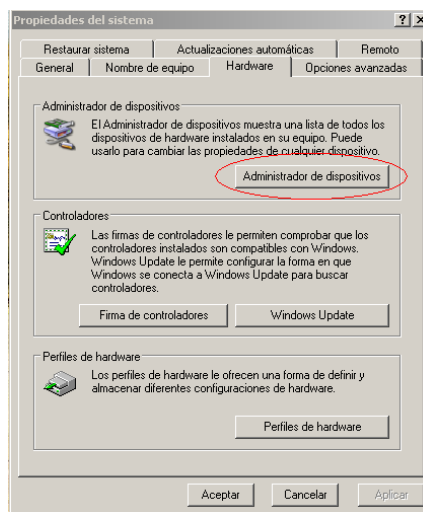 Propiedades del sistema
Restaurar sistema
Actualizaciones automáticas
Remoto
General
Nombre de equipo
Hardware
Opciones avanzadas
Administrador de dispositivos
El Administrador de dispositivos muestra una lista de todos los
dispositivos de hardware instalados en su equipo. Puede
usarlo para cambiar las propiedades de cualquier dispositivo.
Administrador de dispositivos
Controladores
Las firmas de controladores le permiten comprobar que los
controladores instalados son compatibles con Windows.
Windows Update le permite configurar la forma en que
Windows se conecta a Windows Update para buscar
controladores.
Firma de controladores
Windows Update
Perfiles de hardware
Los perfiles de hardware le ofrecen una forma de definir y
almacenar diferentes configuraciones de hardware.
Perfiles de hardware
Aceptar
Cancelar
Aplicar